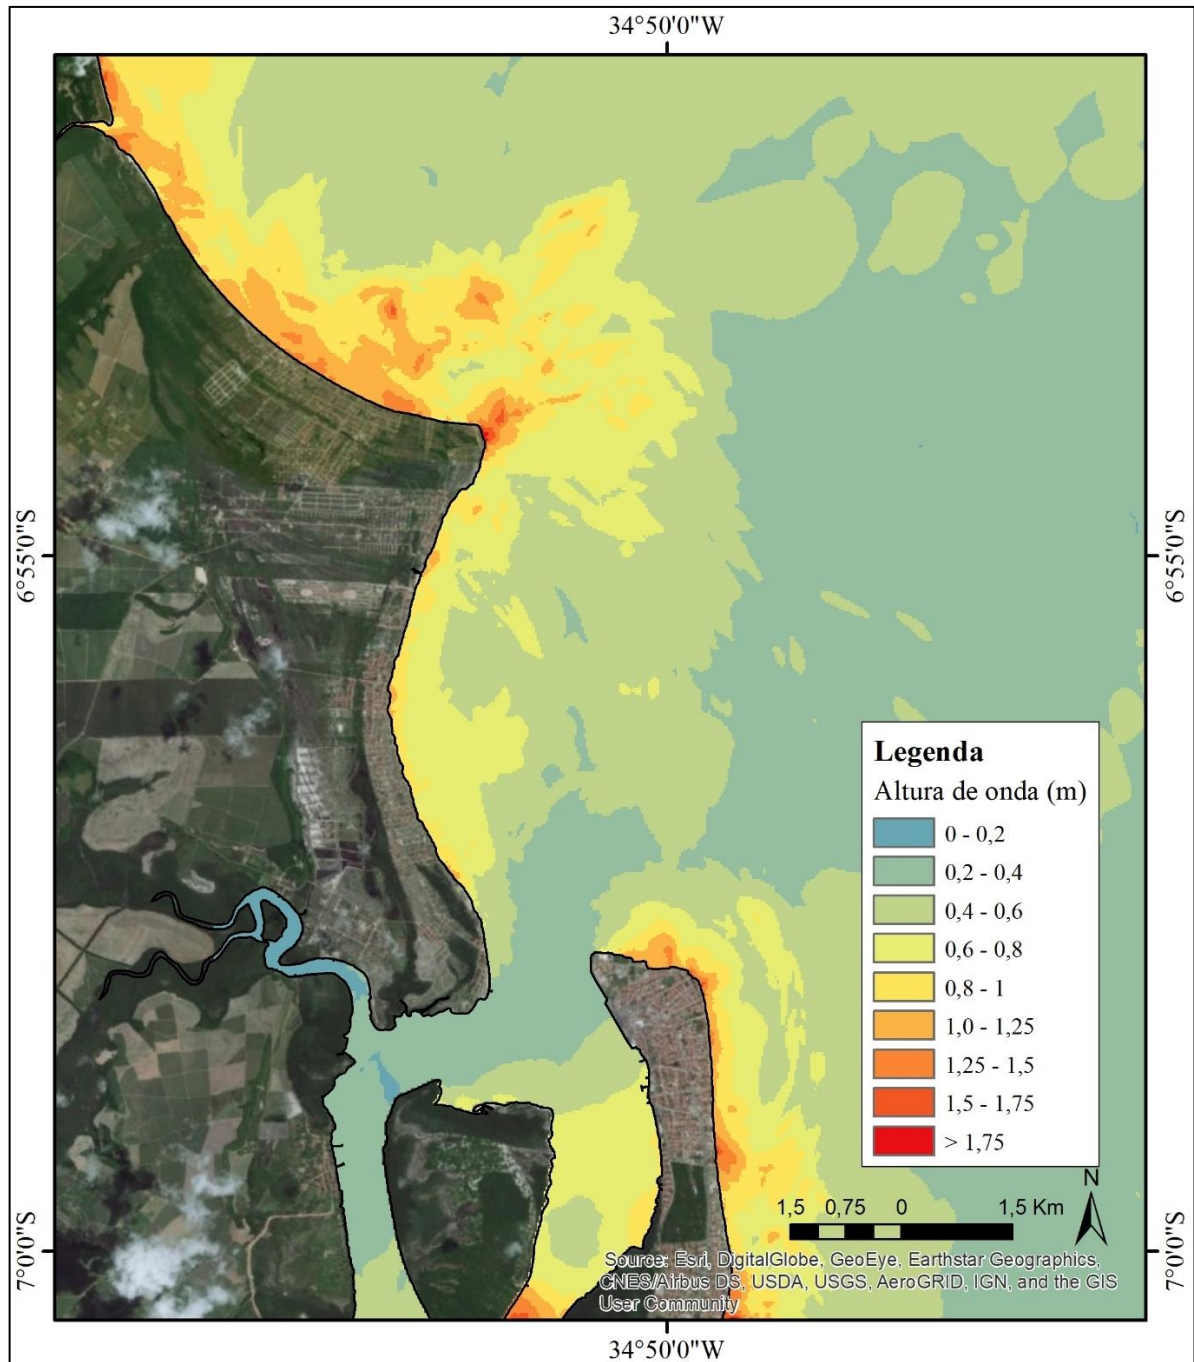 34°50'0"W
6°55'0"S
6°55'0"S
Legenda
Altura de onda (m)
0 - 0,2
0,2 - 0,4
0,4 - 0,6
0,6 - 0,8
0,8 - 1
1,0 - 1,25
1,25 - 1,5
1,5 - 1,75
> 1,75
N
1,5 0,75 0 1,5 Km
7°0'0"S
7°0'0"S
Source: Esri, DigitalGlobe, GeoEye, Earthstar Geographics,
CNES/Airbus DS, USDA, USGS, AeroGRID, IGN, and the GIS
User Community
34°50'0"W